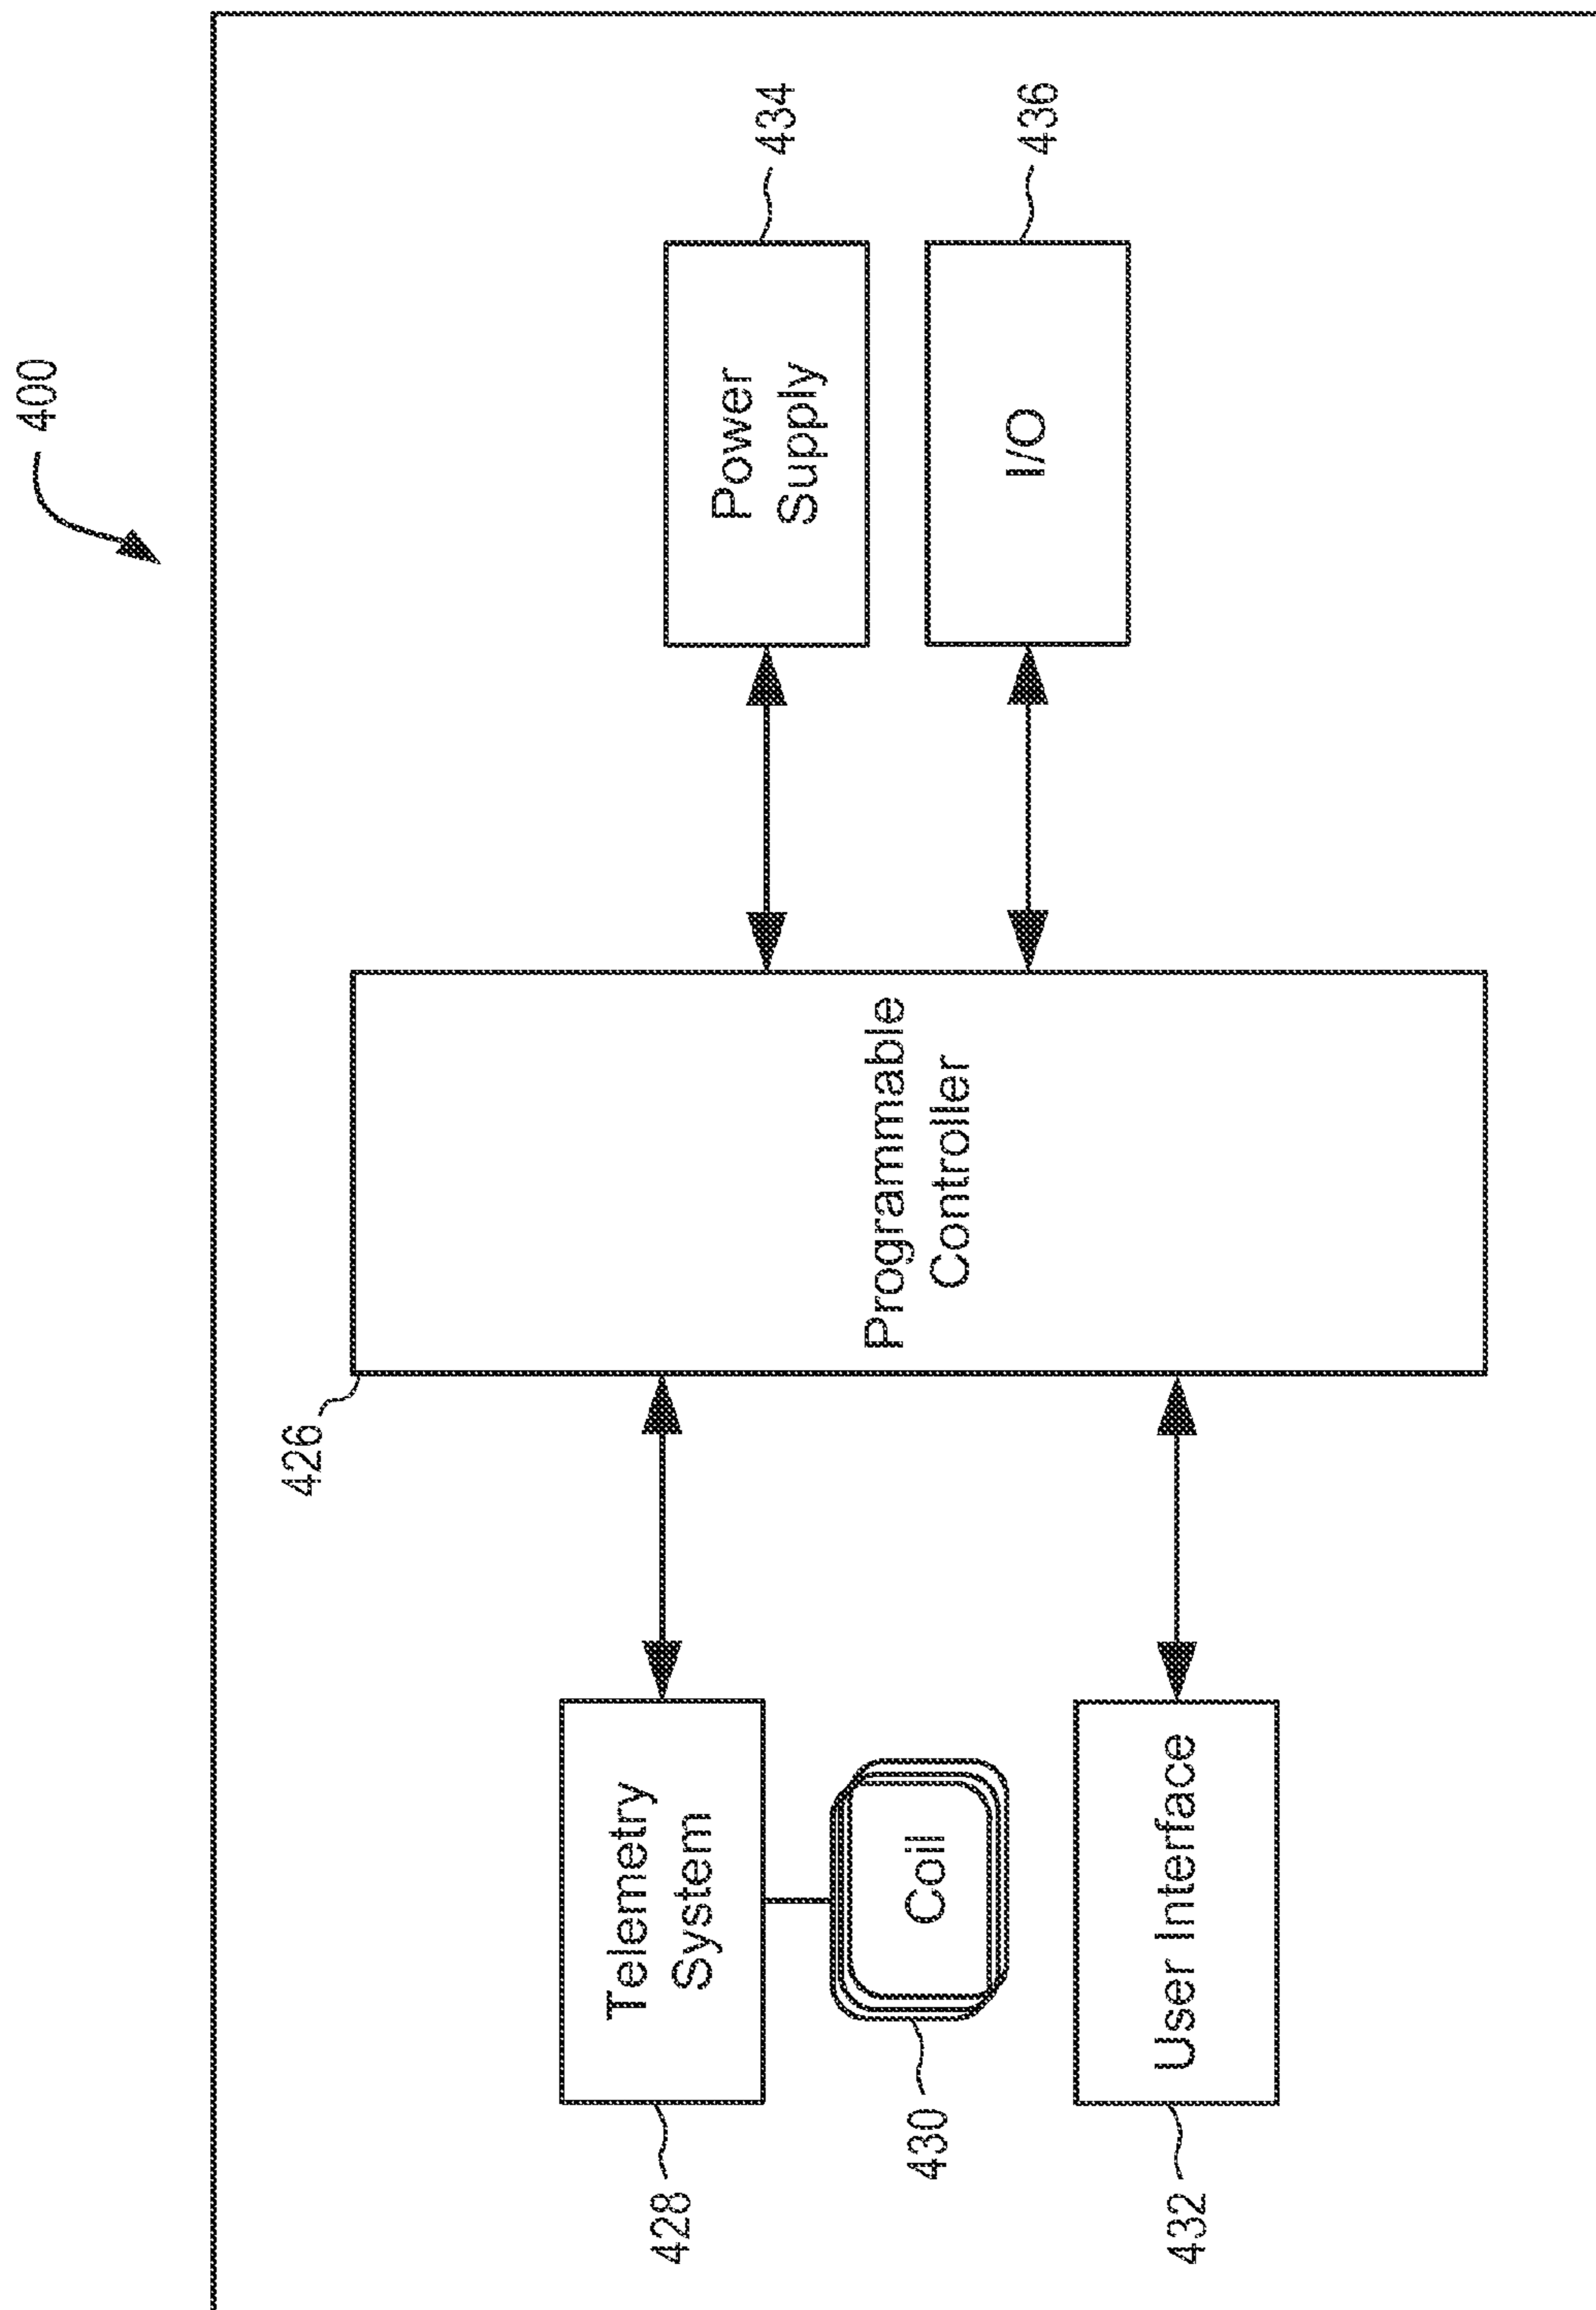 400
426
Telemetry
System
428
Coil
430
User Interface
432
Programmable
Controller
Power
Supply
434
I/O
436